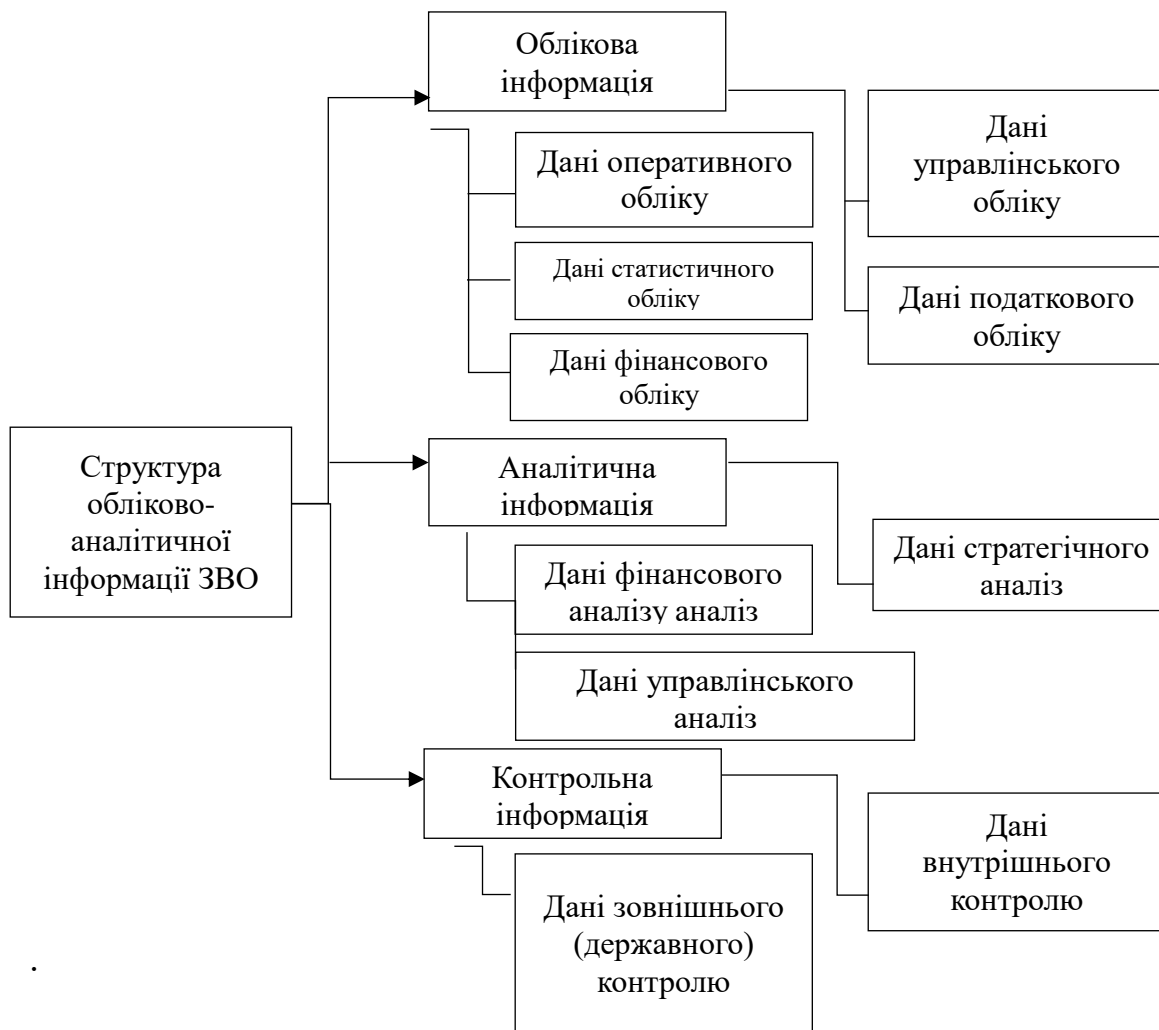 Облікова
інформація
Дані
управлінського
обліку
Дані оперативного
обліку
Дані статистичного
обліку
Дані податкового
обліку
Дані фінансового
обліку
Структура
обліково-
аналітичної
інформації ЗВО
Аналітична
інформація
Дані стратегічного
аналіз
Дані фінансового
аналізу аналіз
Дані управлінського
аналіз
Контрольна
інформація
Дані
внутрішнього
контролю
Дані зовнішнього
(державного)
контролю
.